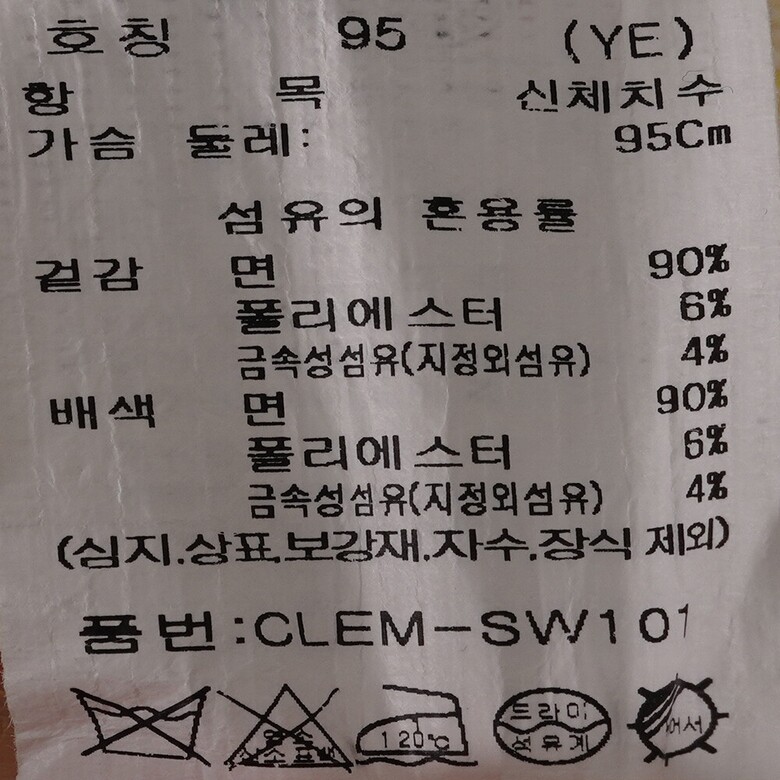 호칭 95 (YE)
항 목 신체치수
가슴 둘레: 95Cm
섬유의 혼용률
겉감 면 90%
폴리에스터 6%
금속성섬유(지정외섬유) 4%
배색 면 90%
폴리에스터 6%
금속성섬유(지정외섬유) 4%
(심지.상표.보강재.자수.장식 제외)
품번:CLEM-SW101
120℃
드라이
석유계